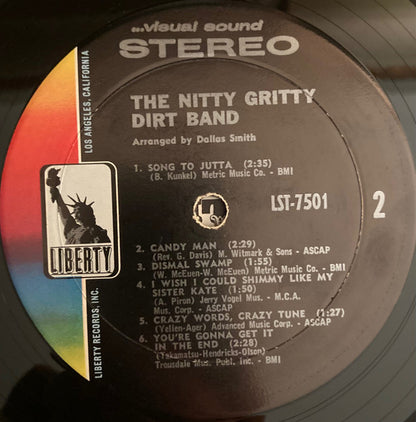 ...visual sound
STEREO
THE NITTY GRITTY
DIRT BAND
Arranged by Dallas Smith
1. SONG TO JUTTA (2:35)
(B. Kunkel) Metric Music Co. - BMI
LST-7501
2
2. CANDY MAN (2:29)
(Rev. G. Davis) M. Witmark & Sons - ASCAP
3. DISMAL SWAMP (1:55)
(W. McEuen-W. McEuen) Metric Music Co. - BMI
4. I WISH I COULD SHIMMY LIKE MY
SISTER KATE (1:50)
(A. Piron) Jerry Vogel Mus. - M.C.A.
Mus. Corp. - ASCAP
5. CRAZY WORDS, CRAZY TUNE (1:27)
(Yellen-Ager) Advanced Music Corp. - ASCAP
6. YOU'RE GONNA GET IT
IN THE END (2:28)
(Takamatsu-Hendricks-Olson)
Trousdale Mus. Publ. Inc. - BMI
LIBERTY
LIBERTY RECORDS, INC.
LOS ANGELES, CALIFORNIA